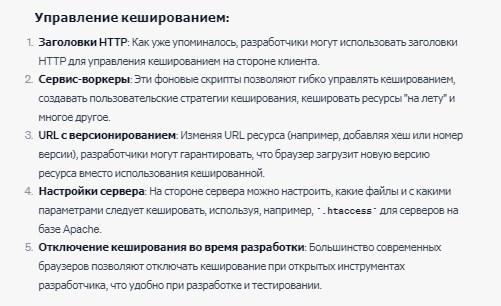 Управление кешированием:
1. Заголовки HTTP: Как уже упоминалось, разработчики могут использовать заголовки
HTTP для управления кешированием на стороне клиента.
2. Сервис-воркеры: Эти фоновые скрипты позволяют гибко управлять кешированием,
создавать пользовательские стратегии кеширования, кешировать ресурсы "на лету" и
многое другое.
3. URL с версионированием: Изменяя URL ресурса (например, добавляя хеш или номер
версии), разработчики могут гарантировать, что браузер загрузит новую версию
ресурса вместо использования кешированной.
4. Настройки сервера: На стороне сервера можно настроить, какие файлы и с какими
параметрами следует кешировать, используя, например, `.htaccess` для серверов на
базе Apache.
5. Отключение кеширования во время разработки: Большинство современных
браузеров позволяют отключать кеширование при открытых инструментах
разработчика, что удобно при разработке и тестировании.